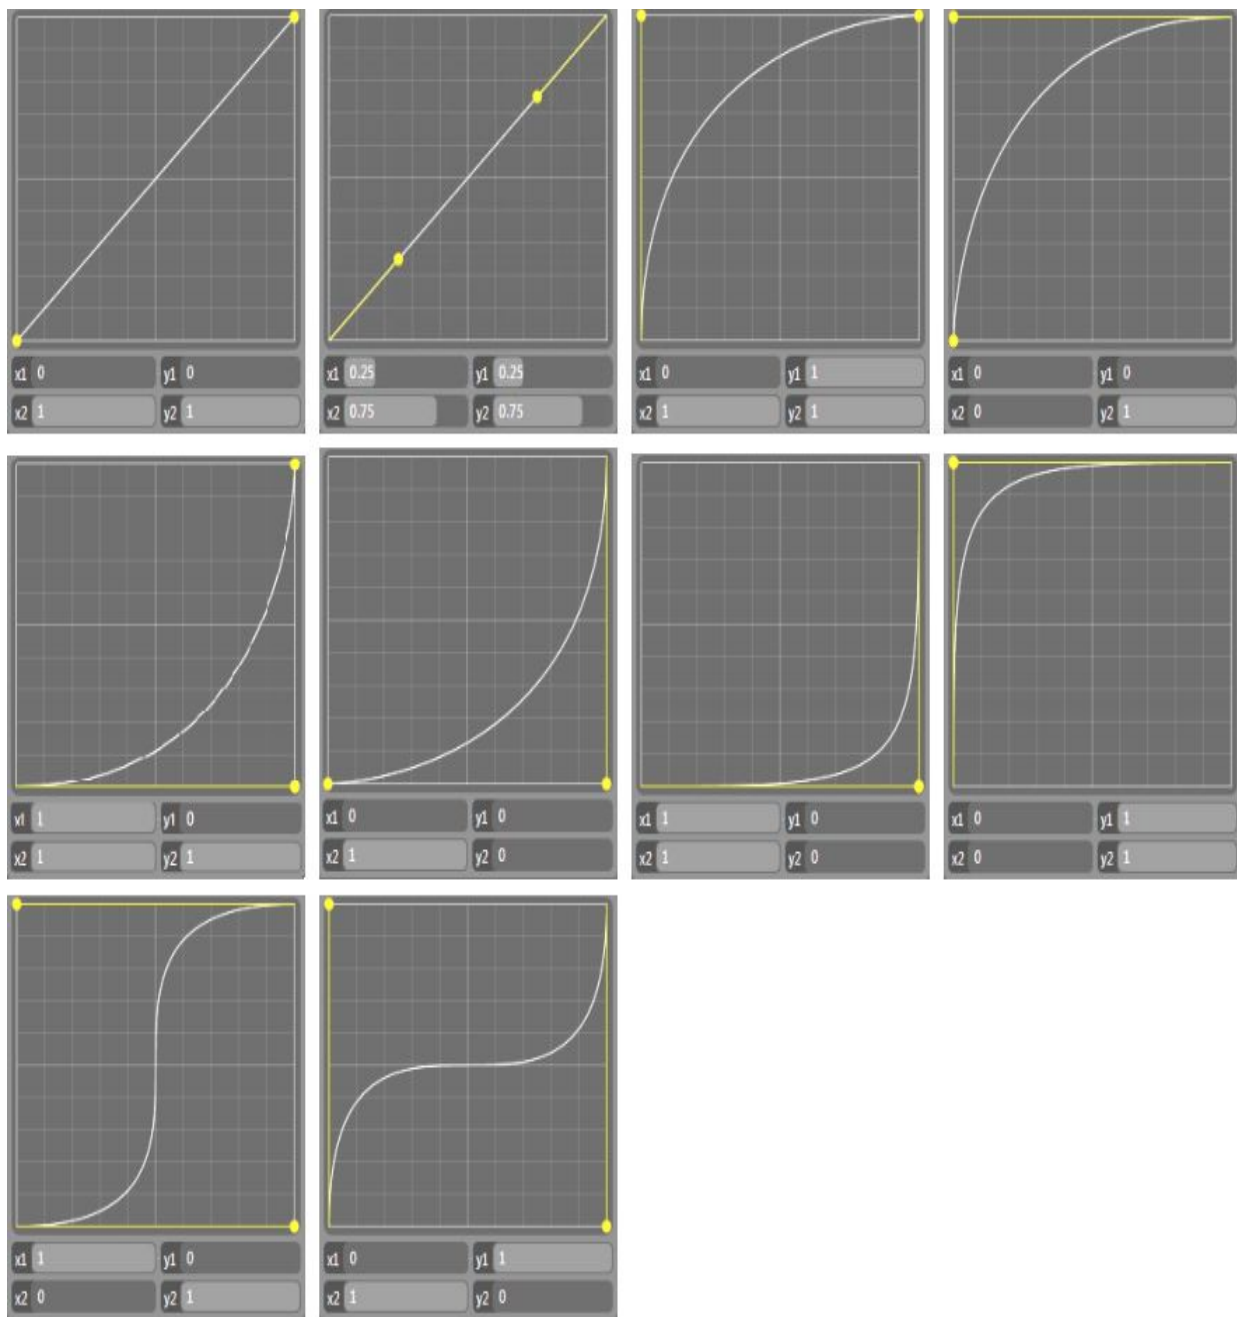 x1 0 y1 0 x1 0.25 y1 0.25 x1 0 y1 1 x1 0 y1 0
x2 1 y2 1 x2 0.75 y2 0.75 x2 1 y2 1 x2 0 y2 1
x1 1 y1 0 x1 0 y1 0 x1 1 y1 0 x1 0 y1 1
x2 1 y2 1 x2 1 y2 0 x2 1 y2 0 x2 0 y2 1
x1 1 y1 0 x1 0 y1 1
x2 0 y2 1 x2 1 y2 0